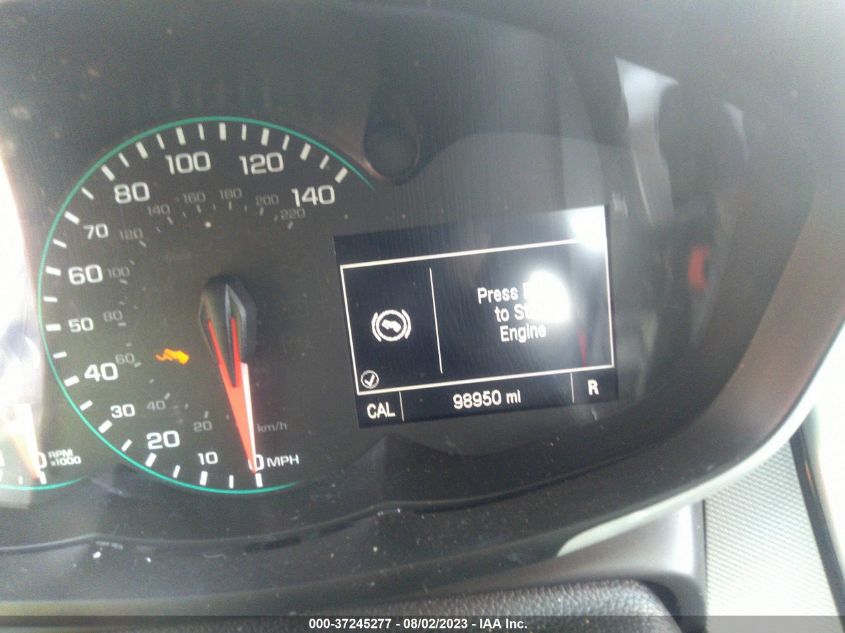 100 120
80 140
160 180
140 200
70 220
120
60 100
50 80
40 60
30 40 20 km/h
20 10 0 MPH
0 RPM
x1000
Press
to
Engine
CAL 98950 mI R
000-37245277 - 08/02/2023 - IAA Inc.